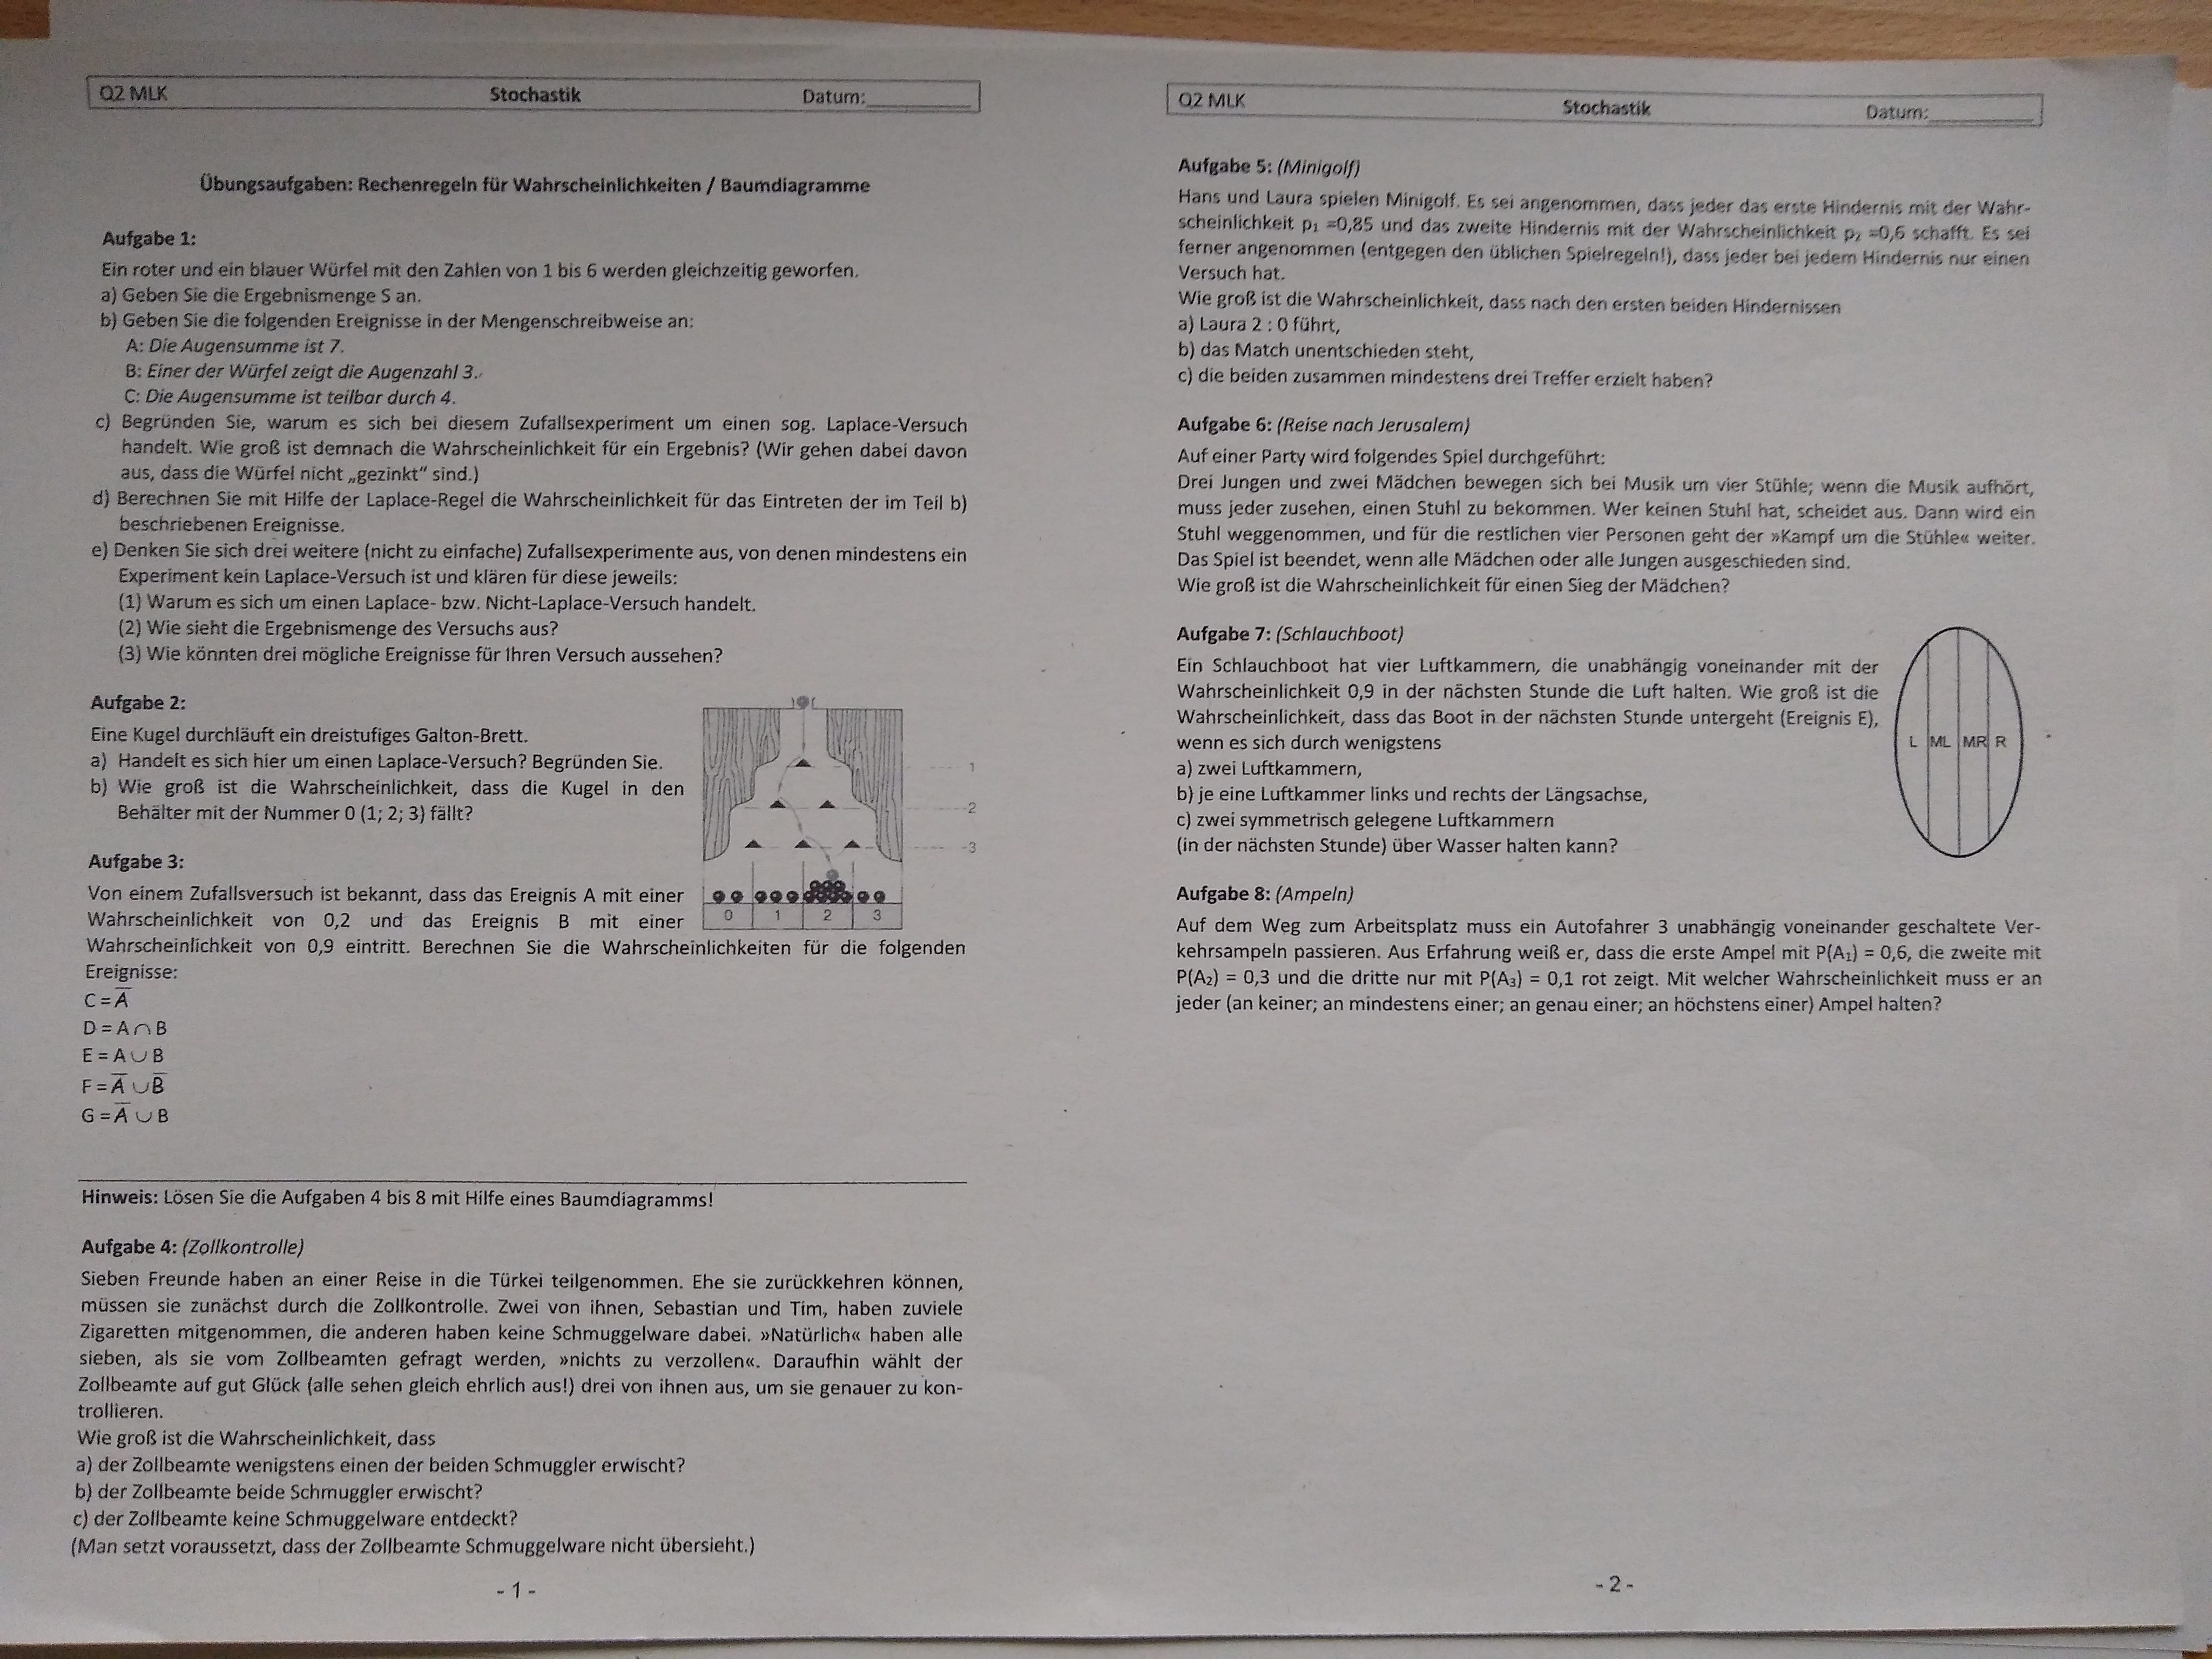 Q2 MLK Stochastik Datum:__________
Übungsaufgaben: Rechenregeln für Wahrscheinlichkeiten / Baumdiagramme
Aufgabe 1:
Ein roter und ein blauer Würfel mit den Zahlen von 1 bis 6 werden gleichzeitig geworfen.
a) Geben Sie die Ergebnismenge S an.
b) Geben Sie die folgenden Ereignisse in der Mengenschreibweise an:
A: Die Augensumme ist 7.
B: Einer der Würfel zeigt die Augenzahl 3.
C: Die Augensumme ist teilbar durch 4.
c) Begründen Sie, warum es sich bei diesem Zufallsexperiment um einen sog. Laplace-Versuch
handelt. Wie groß ist demnach die Wahrscheinlichkeit für ein Ergebnis? (Wir gehen dabei davon
aus, dass die Würfel nicht „gezinkt“ sind.)
d) Berechnen Sie mit Hilfe der Laplace-Regel die Wahrscheinlichkeit für das Eintreten der im Teil b)
beschriebenen Ereignisse.
e) Denken Sie sich drei weitere (nicht zu einfache) Zufallsexperimente aus, von denen mindestens ein
Experiment kein Laplace-Versuch ist und klären für diese jeweils:
(1) Warum es sich um einen Laplace- bzw. Nicht-Laplace-Versuch handelt.
(2) Wie sieht die Ergebnismenge des Versuchs aus?
(3) Wie könnten drei mögliche Ereignisse für Ihren Versuch aussehen?
Aufgabe 2:
Eine Kugel durchläuft ein dreistufiges Galton-Brett.
a) Handelt es sich hier um einen Laplace-Versuch? Begründen Sie.
b) Wie groß ist die Wahrscheinlichkeit, dass die Kugel in den
Behälter mit der Nummer 0 (1; 2; 3) fällt?
1
2
3
0 1 2 3
Aufgabe 3:
Von einem Zufallsversuch ist bekannt, dass das Ereignis A mit einer
Wahrscheinlichkeit von 0,2 und das Ereignis B mit einer
Wahrscheinlichkeit von 0,9 eintritt. Berechnen Sie die Wahrscheinlichkeiten für die folgenden
Ereignisse:
C = A̅
D = A ∩ B
E = A ∪ B
F = A̅ ∪ B̅
G = A̅ ∪ B
Hinweis: Lösen Sie die Aufgaben 4 bis 8 mit Hilfe eines Baumdiagramms!
Aufgabe 4: (Zollkontrolle)
Sieben Freunde haben an einer Reise in die Türkei teilgenommen. Ehe sie zurückkehren können,
müssen sie zunächst durch die Zollkontrolle. Zwei von ihnen, Sebastian und Tim, haben zuviele
Zigaretten mitgenommen, die anderen haben keine Schmuggelware dabei. »Natürlich« haben alle
sieben, als sie vom Zollbeamten gefragt werden, »nichts zu verzollen«. Daraufhin wählt der
Zollbeamte auf gut Glück (alle sehen gleich ehrlich aus!) drei von ihnen aus, um sie genauer zu kon-
trollieren.
Wie groß ist die Wahrscheinlichkeit, dass
a) der Zollbeamte wenigstens einen der beiden Schmuggler erwischt?
b) der Zollbeamte beide Schmuggler erwischt?
c) der Zollbeamte keine Schmuggelware entdeckt?
(Man setzt voraussetzt, dass der Zollbeamte Schmuggelware nicht übersieht.)
- 1 -
Q2 MLK Stochastik Datum:__________
Aufgabe 5: (Minigolf)
Hans und Laura spielen Minigolf. Es sei angenommen, dass jeder das erste Hindernis mit der Wahr-
scheinlichkeit p₁ =0,85 und das zweite Hindernis mit der Wahrscheinlichkeit p₂ =0,6 schafft. Es sei
ferner angenommen (entgegen den üblichen Spielregeln!), dass jeder bei jedem Hindernis nur einen
Versuch hat.
Wie groß ist die Wahrscheinlichkeit, dass nach den ersten beiden Hindernissen
a) Laura 2 : 0 führt,
b) das Match unentschieden steht,
c) die beiden zusammen mindestens drei Treffer erzielt haben?
Aufgabe 6: (Reise nach Jerusalem)
Auf einer Party wird folgendes Spiel durchgeführt:
Drei Jungen und zwei Mädchen bewegen sich bei Musik um vier Stühle; wenn die Musik aufhört,
muss jeder zusehen, einen Stuhl zu bekommen. Wer keinen Stuhl hat, scheidet aus. Dann wird ein
Stuhl weggenommen, und für die restlichen vier Personen geht der »Kampf um die Stühle« weiter.
Das Spiel ist beendet, wenn alle Mädchen oder alle Jungen ausgeschieden sind.
Wie groß ist die Wahrscheinlichkeit für einen Sieg der Mädchen?
Aufgabe 7: (Schlauchboot)
Ein Schlauchboot hat vier Luftkammern, die unabhängig voneinander mit der
Wahrscheinlichkeit 0,9 in der nächsten Stunde die Luft halten. Wie groß ist die
Wahrscheinlichkeit, dass das Boot in der nächsten Stunde untergeht (Ereignis E),
wenn es sich durch wenigstens
a) zwei Luftkammern,
b) je eine Luftkammer links und rechts der Längsachse,
c) zwei symmetrisch gelegene Luftkammern
(in der nächsten Stunde) über Wasser halten kann?
L ML MR R
Aufgabe 8: (Ampeln)
Auf dem Weg zum Arbeitsplatz muss ein Autofahrer 3 unabhängig voneinander geschaltete Ver-
kehrsampeln passieren. Aus Erfahrung weiß er, dass die erste Ampel mit P(A₁) = 0,6, die zweite mit
P(A₂) = 0,3 und die dritte nur mit P(A₃) = 0,1 rot zeigt. Mit welcher Wahrscheinlichkeit muss er an
jeder (an keiner; an mindestens einer; an genau einer; an höchstens einer) Ampel halten?
- 2 -